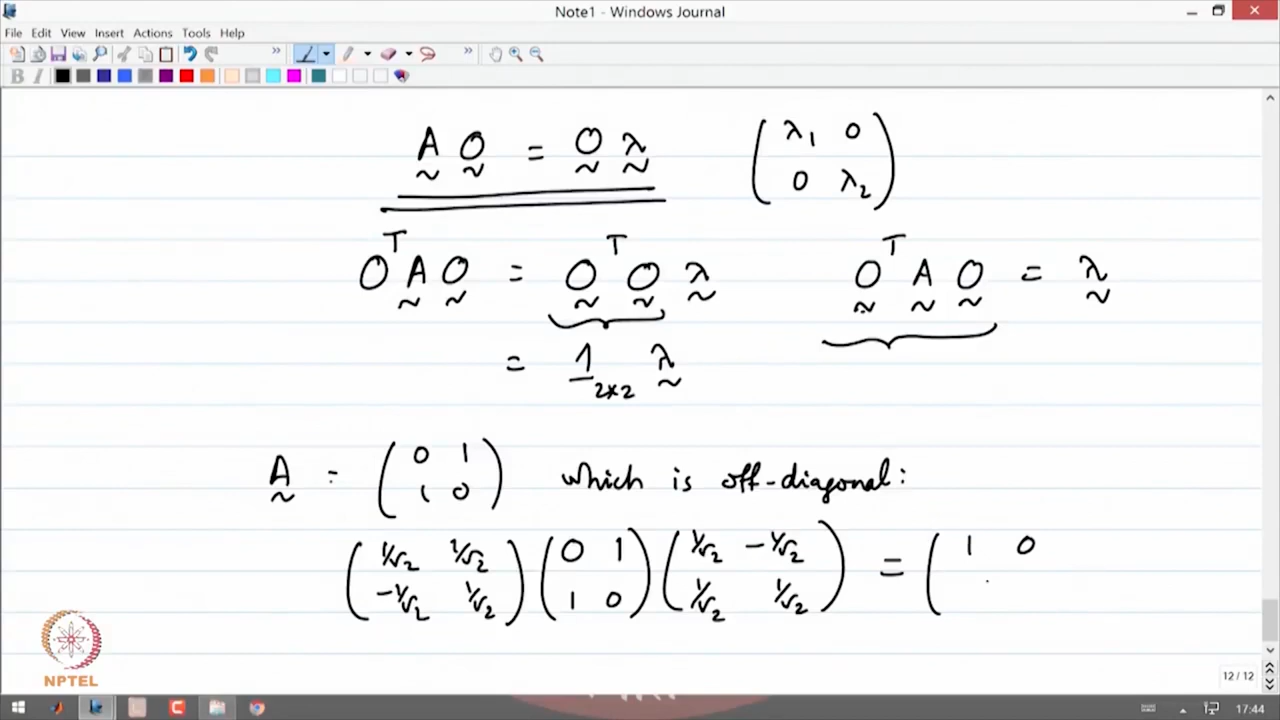 Note1 - Windows Journal
File Edit View Insert Actions Tools Help
A O = O λ
( λ1 0
0 λ2 )
O^T A O = O^T O λ
O^T A O = λ
= 1 2×2 λ
A = ( 0 1
1 0 ) which is off-diagonal:
( 1/√2 1/√2 ) ( 0 1 ) ( 1/√2 -1/√2 ) = ( 1 0
-1/√2 1/√2 1 0 1/√2 1/√2
NPTEL
12 / 12
17:44